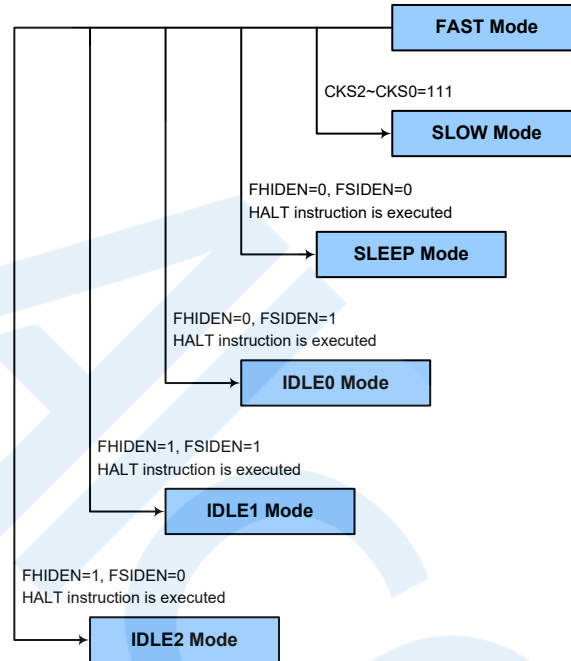 FAST Mode
CKS2~CKS0=111
SLOW Mode
FHIDEN=0, FSIDEN=0
HALT instruction is executed
SLEEP Mode
FHIDEN=0, FSIDEN=1
HALT instruction is executed
IDLE0 Mode
FHIDEN=1, FSIDEN=1
HALT instruction is executed
IDLE1 Mode
FHIDEN=1, FSIDEN=0
HALT instruction is executed
IDLE2 Mode